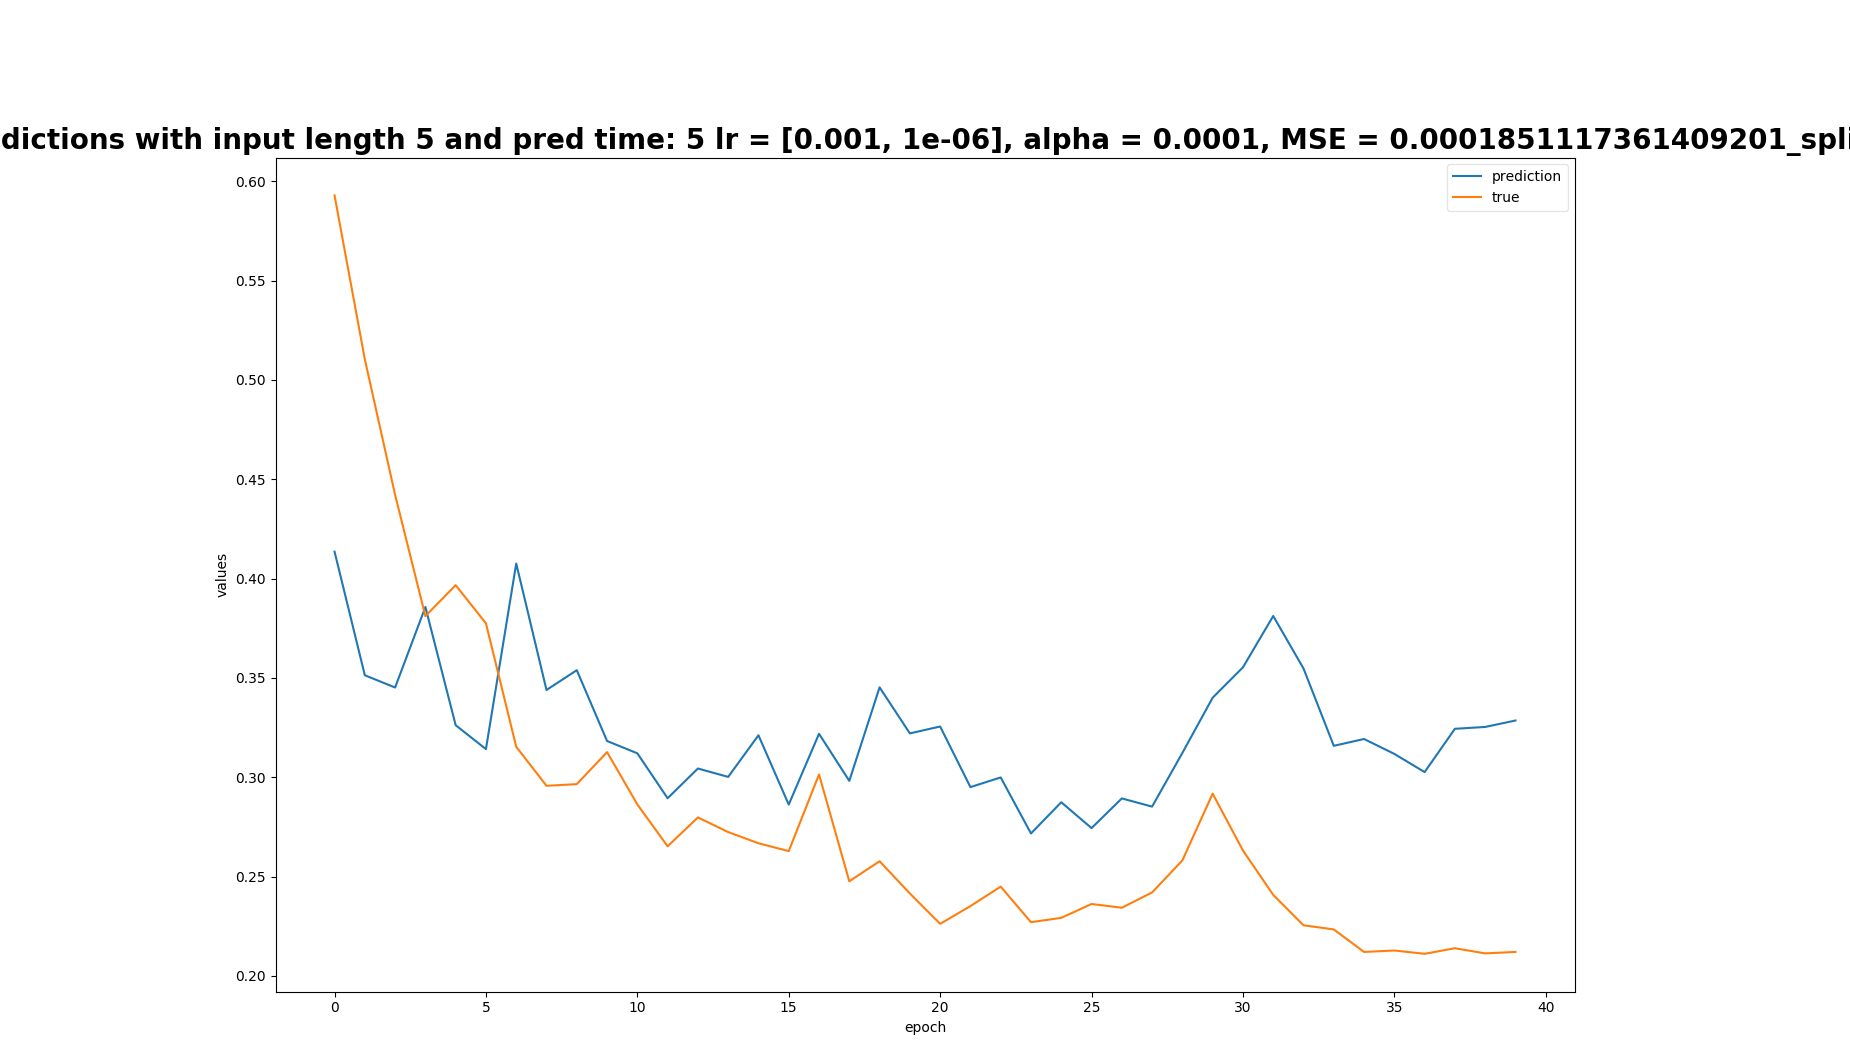 dictions with input length 5 and pred time: 5 lr = [0.001, 1e-06], alpha = 0.0001, MSE = 0.0001851117361409201_spli
prediction
true
0.60
0.55
0.50
0.45
0.40
0.35
0.30
0.25
0.20
values
0 5 10 15 20 25 30 35 40
epoch